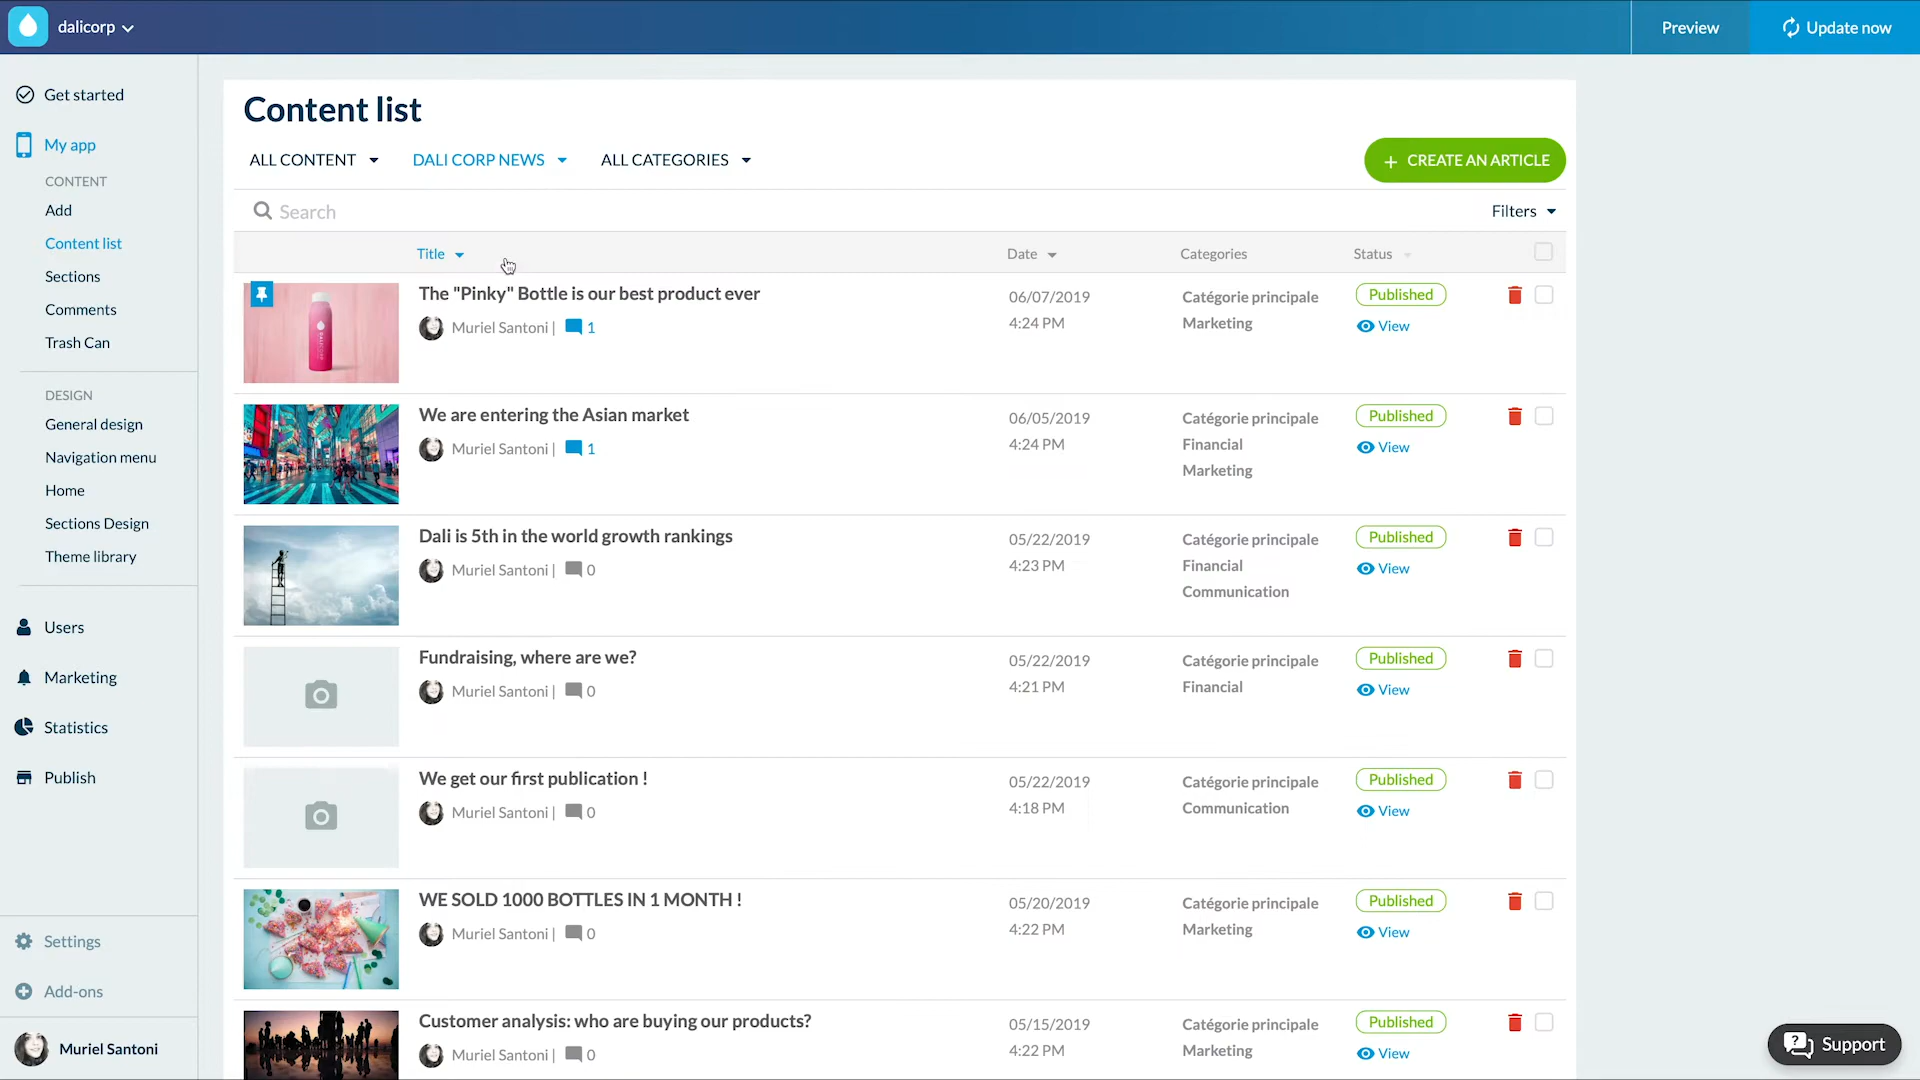 dalicorp
Preview
Update now
Get started
My app
CONTENT
Add
Content list
Sections
Comments
Trash Can
DESIGN
General design
Navigation menu
Home
Sections Design
Theme library
Users
Marketing
Statistics
Publish
Settings
Add-ons
Muriel Santoni
Content list
ALL CONTENT
DALI CORP NEWS
ALL CATEGORIES
+ CREATE AN ARTICLE
Search
Filters
Title
Date
Categories
Status
The "Pinky" Bottle is our best product ever
Muriel Santoni | 1
06/07/2019
4:24 PM
Catégorie principale
Marketing
Published
View
We are entering the Asian market
Muriel Santoni | 1
06/05/2019
4:24 PM
Catégorie principale
Financial
Marketing
Published
View
Dali is 5th in the world growth rankings
Muriel Santoni | 0
05/22/2019
4:23 PM
Catégorie principale
Financial
Communication
Published
View
Fundraising, where are we?
Muriel Santoni | 0
05/22/2019
4:21 PM
Catégorie principale
Financial
Published
View
We get our first publication !
Muriel Santoni | 0
05/22/2019
4:18 PM
Catégorie principale
Communication
Published
View
WE SOLD 1000 BOTTLES IN 1 MONTH !
Muriel Santoni | 0
05/20/2019
4:22 PM
Catégorie principale
Marketing
Published
View
Customer analysis: who are buying our products?
Muriel Santoni | 0
05/15/2019
4:22 PM
Catégorie principale
Marketing
Published
View
Support